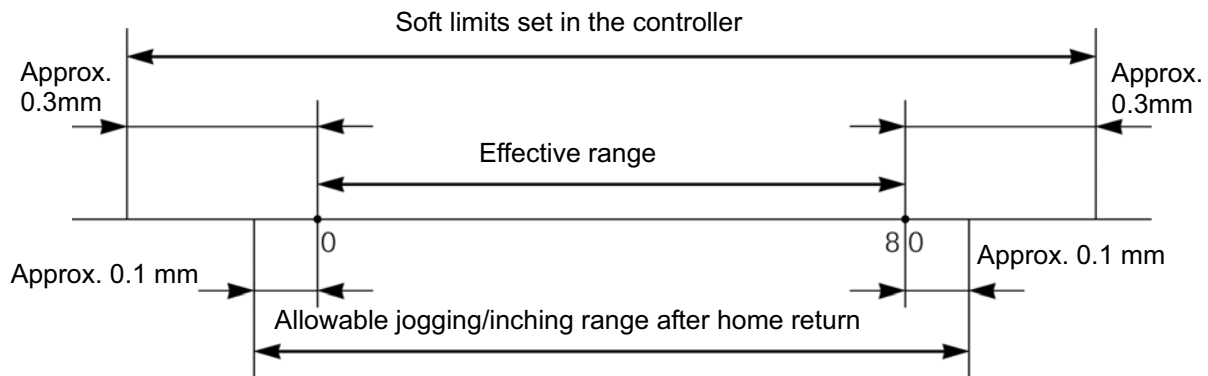 Soft limits set in the controller
Approx.
0.3mm
Approx.
0.3mm
Effective range
0
80
Approx. 0.1 mm
Approx. 0.1 mm
Allowable jogging/inching range after home return